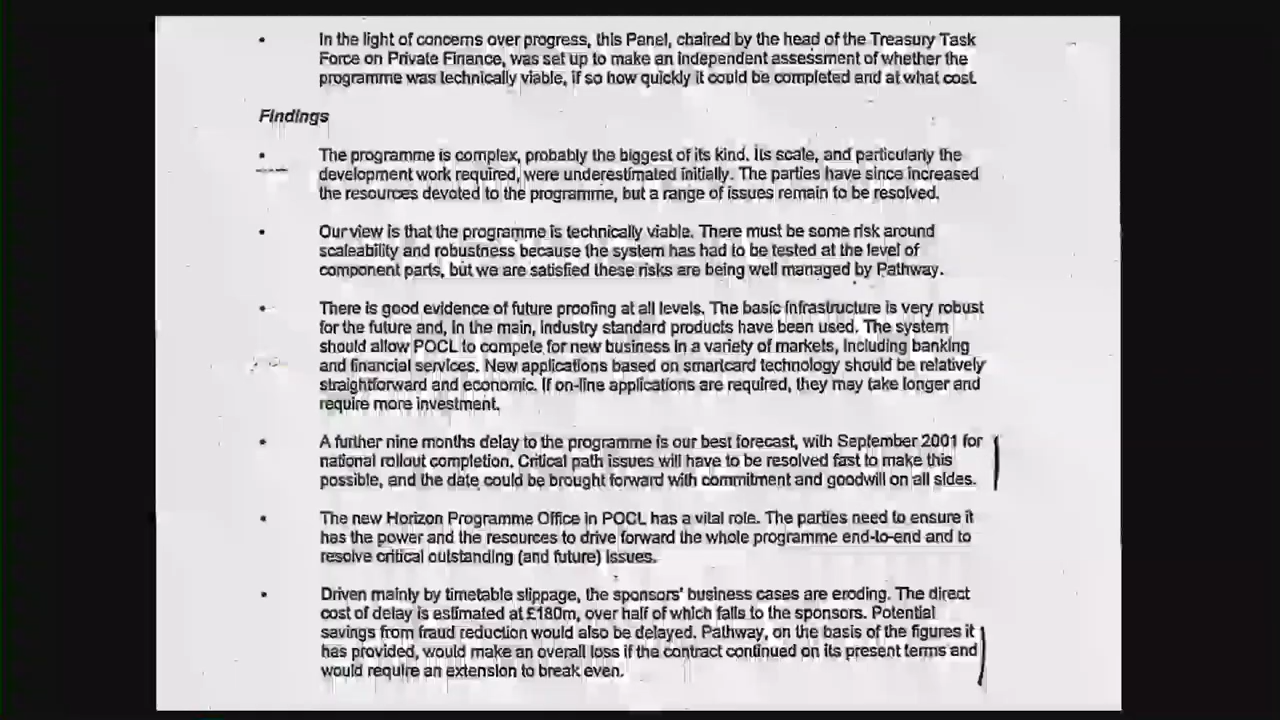 • In the light of concerns over progress, this Panel, chaired by the head of the Treasury Task
Force on Private Finance, was set up to make an independent assessment of whether the
programme was technically viable, if so how quickly it could be completed and at what cost.
Findings
• The programme is complex, probably the biggest of its kind. Its scale, and particularly the
development work required, were underestimated initially. The parties have since increased
the resources devoted to the programme, but a range of issues remain to be resolved.
• Our view is that the programme is technically viable. There must be some risk around
scaleability and robustness because the system has had to be tested at the level of
component parts, but we are satisfied these risks are being well managed by Pathway.
• There is good evidence of future proofing at all levels. The basic infrastructure is very robust
for the future and, in the main, industry standard products have been used. The system
should allow POCL to compete for new business in a variety of markets, including banking
and financial services. New applications based on smartcard technology should be relatively
straightforward and economic. If on-line applications are required, they may take longer and
require more investment.
• A further nine months delay to the programme is our best forecast, with September 2001 for
national rollout completion. Critical path issues will have to be resolved fast to make this
possible, and the date could be brought forward with commitment and goodwill on all sides.
• The new Horizon Programme Office in POCL has a vital role. The parties need to ensure it
has the power and the resources to drive forward the whole programme end-to-end and to
resolve critical outstanding (and future) issues.
• Driven mainly by timetable slippage, the sponsors' business cases are eroding. The direct
cost of delay is estimated at £180m, over half of which falls to the sponsors. Potential
savings from fraud reduction would also be delayed. Pathway, on the basis of the figures it
has provided, would make an overall loss if the contract continued on its present terms and
would require an extension to break even.